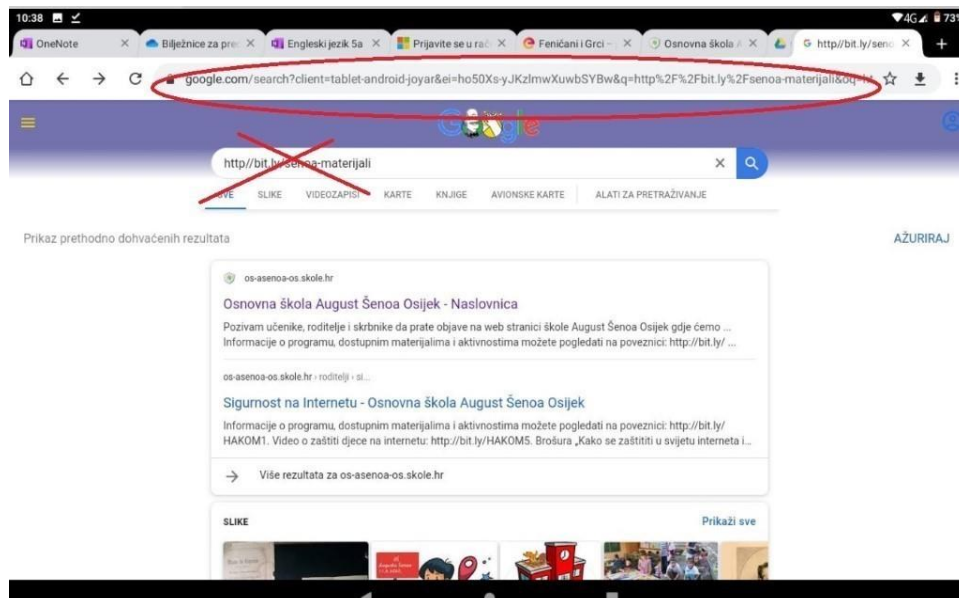 10:38
4G 73%
OneNote
Bilježnice za pre
Engleski jezik 5a
Prijavite se u rač
Feničani i Grci –
Osnovna škola A
http//bit.ly/seno
google.com/search?client=tablet-android-joyar&ei=ho50Xs-yJKzlmwXuwbSYBw&q=http%2F%2Fbit.ly%2Fsenoa-materijali&oq=ht
Google
http//bit.ly/senoa-materijali
SVE SLIKE VIDEOZAPISI KARTE KNJIGE AVIONSKE KARTE ALATI ZA PRETRAŽIVANJE
Prikaz prethodno dohvaćenih rezultata
AŽURIRAJ
os-asenoa-os.skole.hr
Osnovna škola August Šenoa Osijek - Naslovnica
Pozivam učenike, roditelje i skrbnike da prate objave na web stranici škole August Šenoa Osijek gdje ćemo ...
Informacije o programu, dostupnim materijalima i aktivnostima možete pogledati na poveznici: http://bit.ly/ ...
os-asenoa-os.skole.hr › roditelji › si...
Sigurnost na Internetu - Osnovna škola August Šenoa Osijek
Informacije o programu, dostupnim materijalima i aktivnostima možete pogledati na poveznici: http://bit.ly/
HAKOM1. Video o zaštiti djece na internetu: http://bit.ly/HAKOM5. Brošura „Kako se zaštititi u svijetu interneta i...
Više rezultata za os-asenoa-os.skole.hr
SLIKE
Prikaži sve